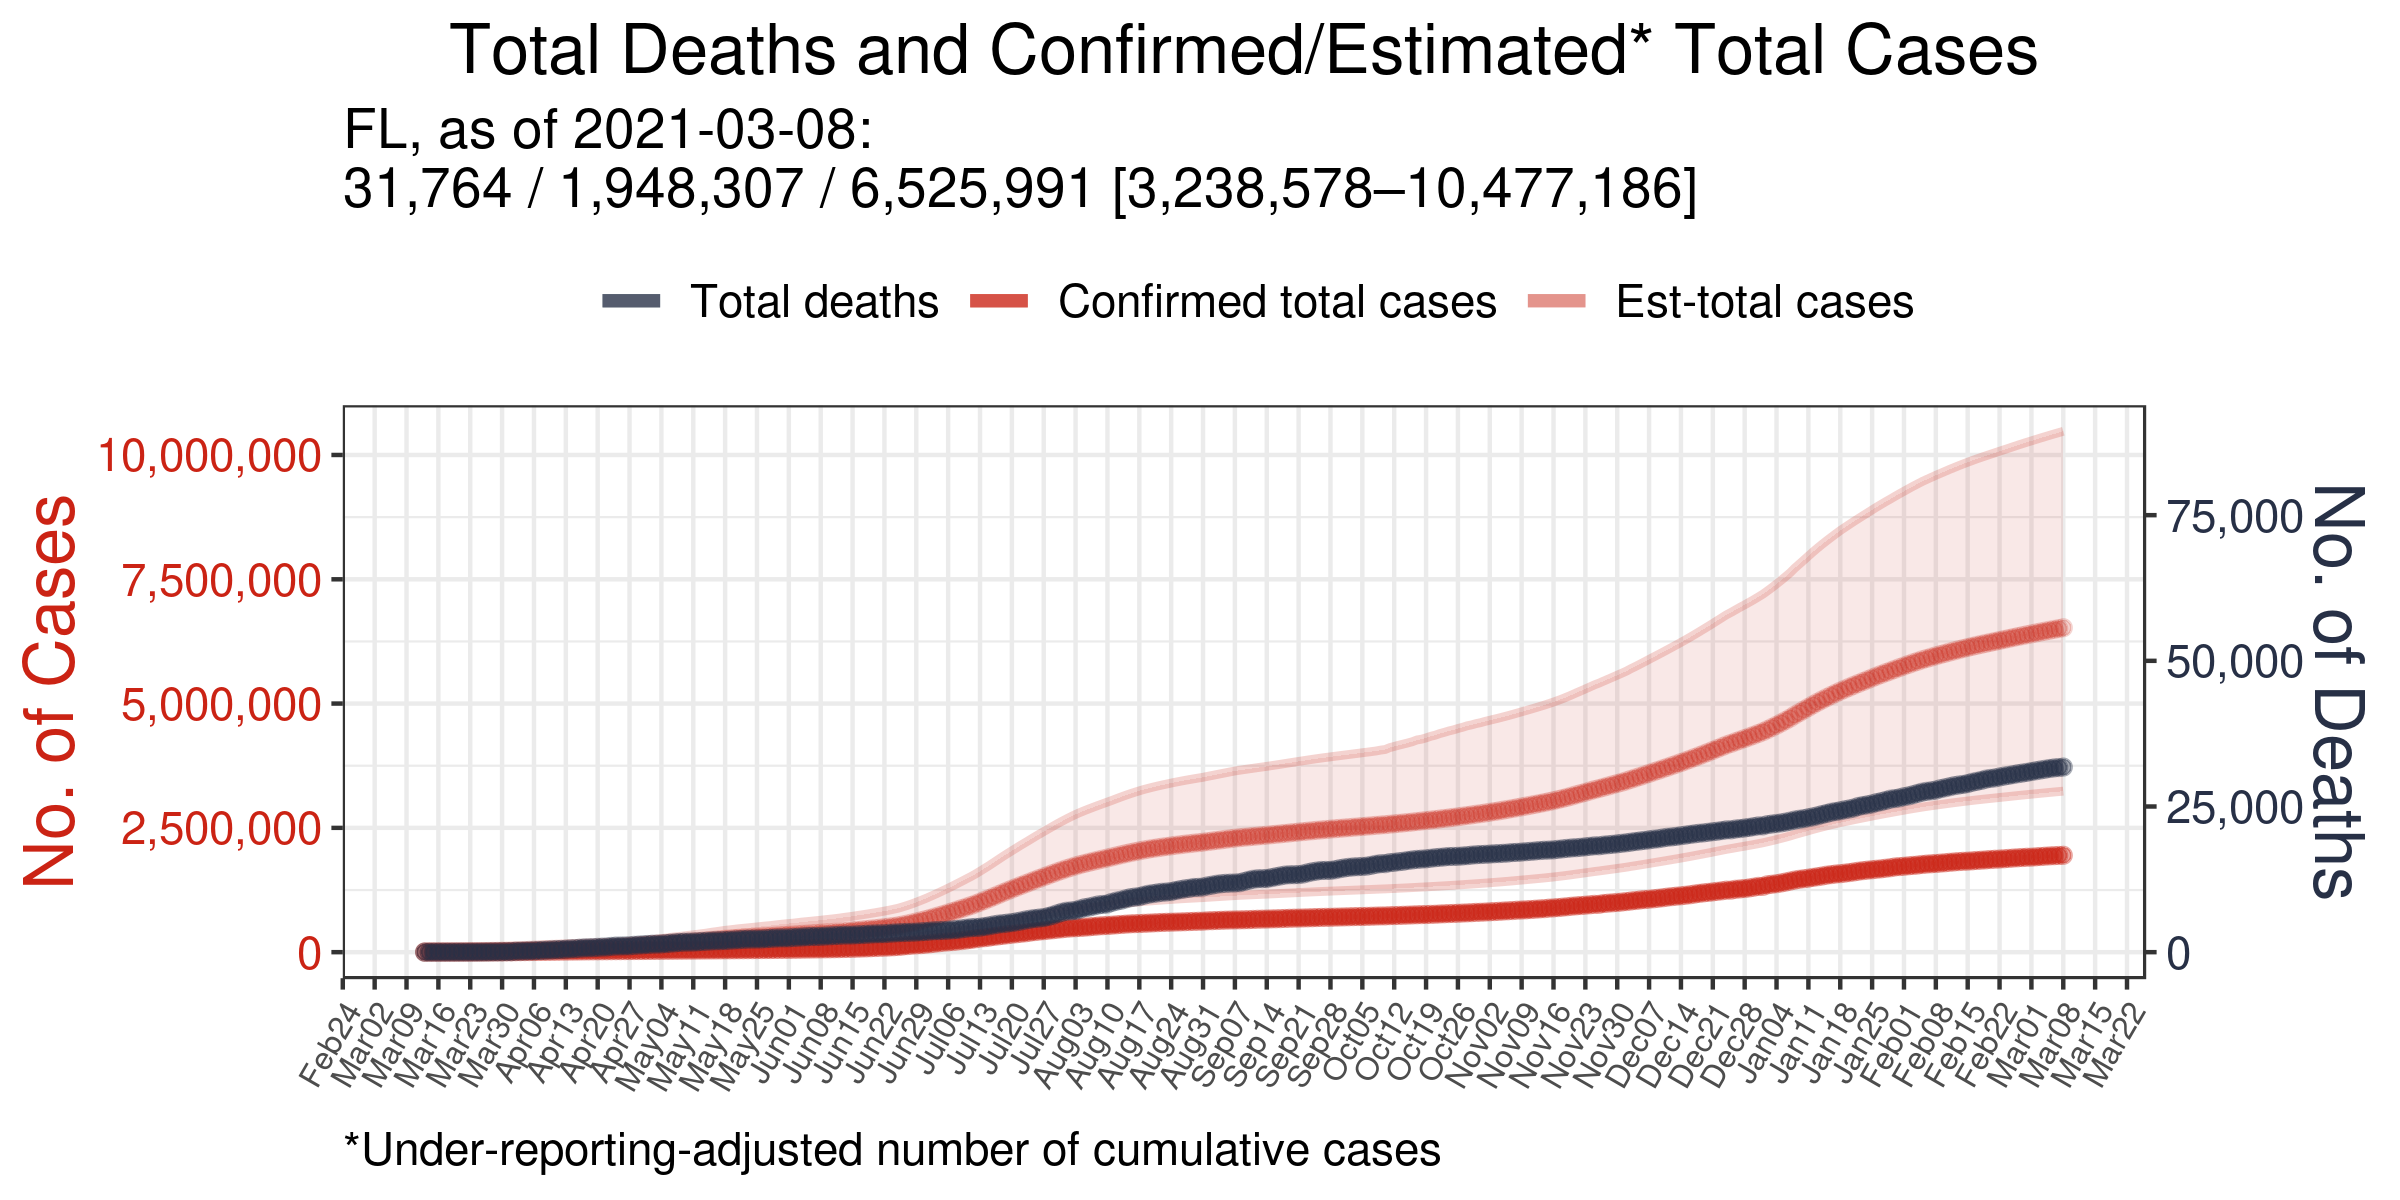 Total Deaths and Confirmed/Estimated* Total Cases
FL, as of 2021-03-08:
31,764 / 1,948,307 / 6,525,991 [3,238,578–10,477,186]
Total deaths
Confirmed total cases
Est-total cases
No. of Cases
10,000,000
7,500,000
5,000,000
2,500,000
0
75,000
50,000
25,000
0
No. of Deaths
Feb24
Mar02
Mar09
Mar16
Mar23
Mar30
Apr06
Apr13
Apr20
Apr27
May04
May11
May18
May25
Jun01
Jun08
Jun15
Jun22
Jun29
Jul06
Jul13
Jul20
Jul27
Aug03
Aug10
Aug17
Aug24
Aug31
Sep07
Sep14
Sep21
Sep28
Oct05
Oct12
Oct19
Oct26
Nov02
Nov09
Nov16
Nov23
Nov30
Dec07
Dec14
Dec21
Dec28
Jan04
Jan11
Jan18
Jan25
Feb01
Feb08
Feb15
Feb22
Mar01
Mar08
Mar15
Mar22
*Under-reporting-adjusted number of cumulative cases